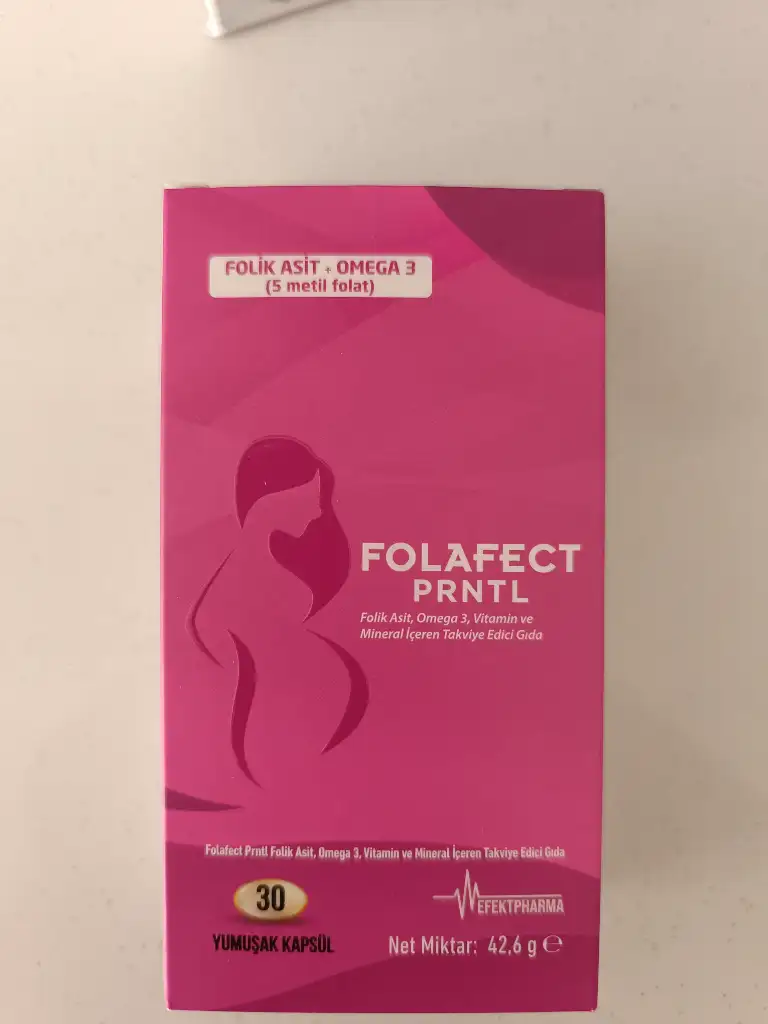 FOLİK ASİT + OMEGA 3
(5 metil folat)
FOLAFECT
PRNTL
Folik Asit, Omega 3, Vitamin ve
Mineral İçeren Takviye Edici Gıda
Folafect Prntl Folik Asit, Omega 3, Vitamin ve Mineral İçeren Takviye Edici Gıda
30
YUMUŞAK KAPSÜL
EFEKTPHARMA
Net Miktar: 42,6 g ℮